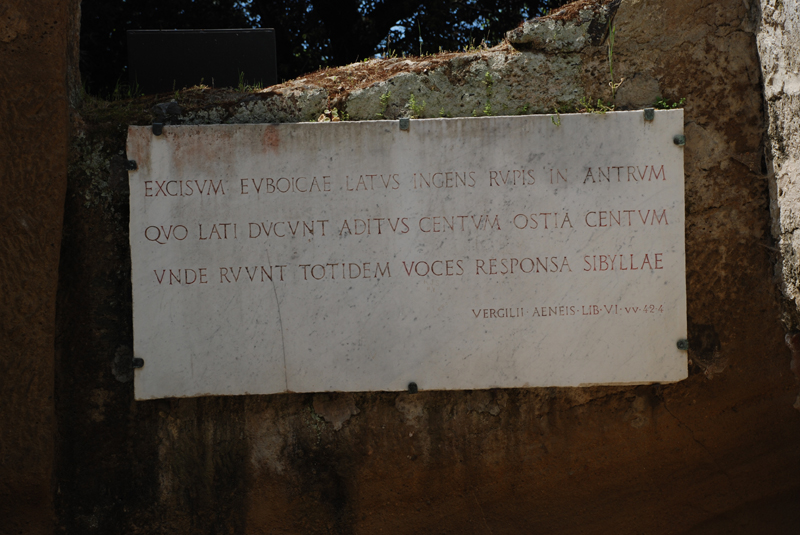 EXCISVM EVBOICAE LATVS INGENS RVPIS IN ANTRVM
QVO LATI DVCVNT ADITVS CENTVM OSTIA CENTVM
VNDE RVVNT TOTIDEM VOCES RESPONSA SIBYLLAE
VERGILII AENEIS·LIB·VI·vv·42·4